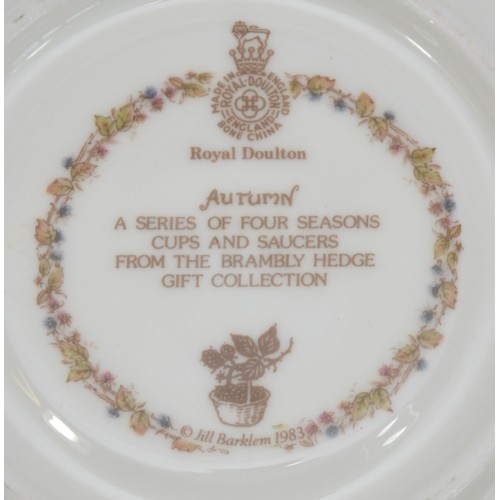 MADE IN ENGLAND
ROYAL·DOULTON
ENGLAND
BONE CHINA
Royal Doulton
AUTUMN
A SERIES OF FOUR SEASONS
CUPS AND SAUCERS
FROM THE BRAMBLY HEDGE
GIFT COLLECTION
© Jill Barklem 1983